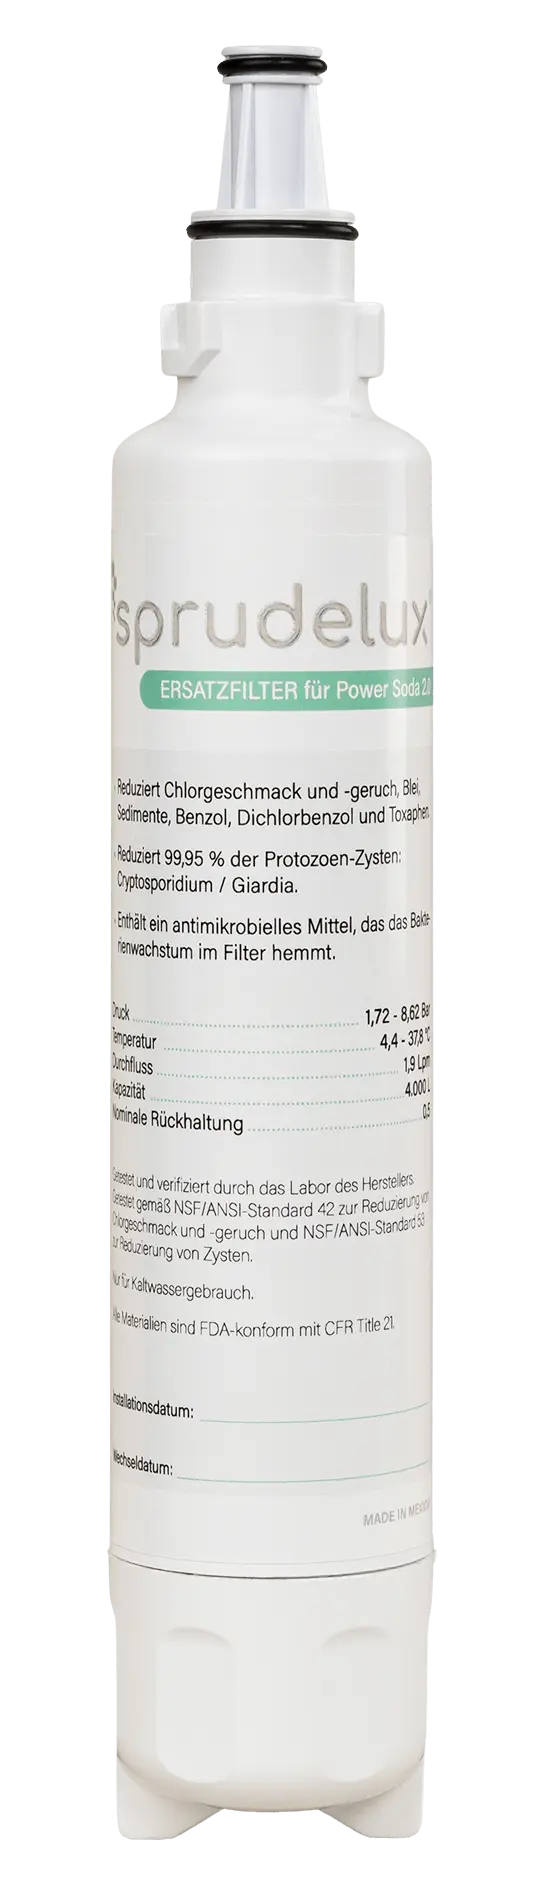 sprudelux
ERSATZFILTER für Power Soda 2.0
· Reduziert Chlorgeschmack und -geruch, Blei,
Sedimente, Benzol, Dichlorbenzol und Toxaphen.
· Reduziert 99,95 % der Protozoen-Zysten:
Cryptosporidium / Giardia.
· Enthält ein antimikrobielles Mittel, das das Bakte-
rienwachstum im Filter hemmt.
Druck 1,72 - 8,62 Bar
Temperatur 4,4 - 37,8 °C
Durchfluss 1,9 Lpm
Kapazität 4.000 L
Nominale Rückhaltung 0,5
Getestet und verifiziert durch das Labor des Herstellers.
Getestet gemäß NSF/ANSI-Standard 42 zur Reduzierung von
Chlorgeschmack und -geruch und NSF/ANSI-Standard 53
zur Reduzierung von Zysten.
Nur für Kaltwassergebrauch.
Alle Materialien sind FDA-konform mit CFR Title 21.
Installationsdatum:
Wechseldatum:
MADE IN MEXICO